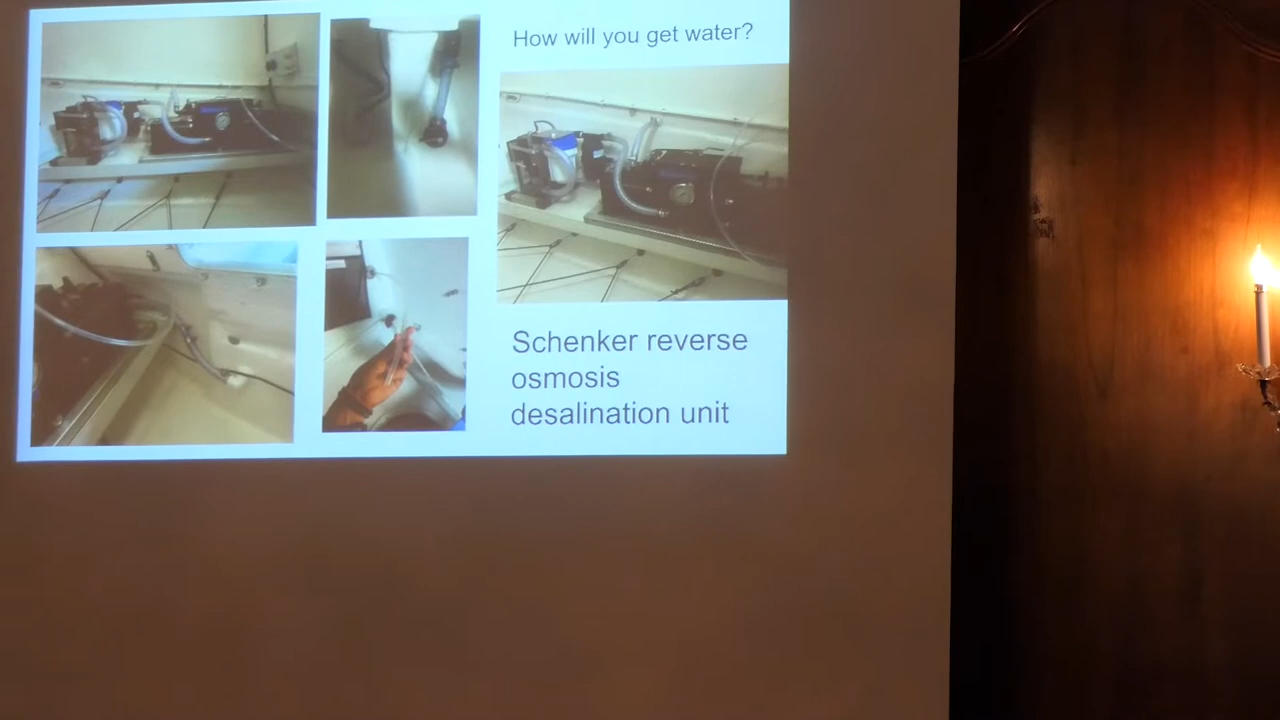 How will you get water?
Schenker reverse
osmosis
desalination unit